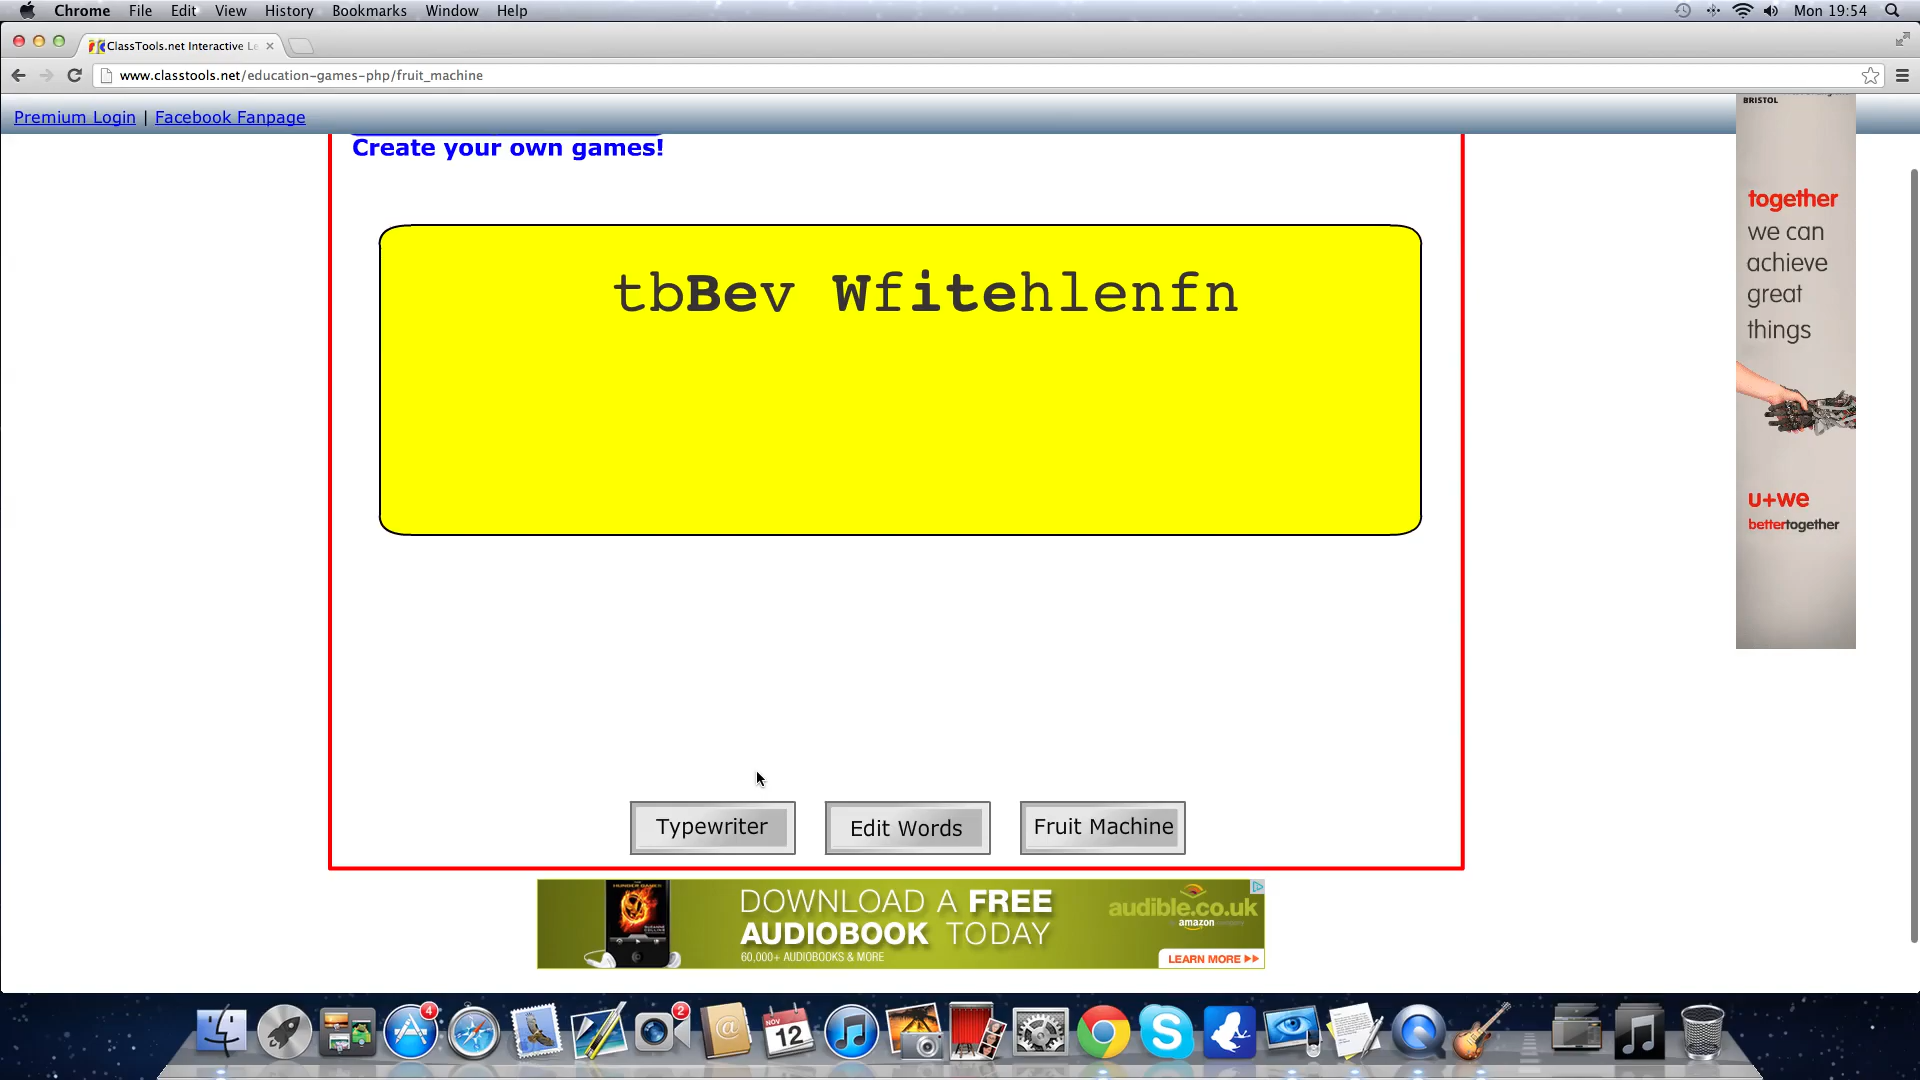 Chrome File Edit View History Bookmarks Window Help Mon 19:54
ClassTools.net Interactive Le
www.classtools.net/education-games-php/fruit_machine
Premium Login | Facebook Fanpage
BRISTOL
Create your own games!
tbBev Wfitehlenfn
together
we can
achieve
great
things
u+we
bettertogether
Typewriter Edit Words Fruit Machine
DOWNLOAD A FREE
AUDIOBOOK TODAY
60,000+ AUDIOBOOKS & MORE
audible.co.uk
amazon
LEARN MORE ▶▶
4
2
NOV
12